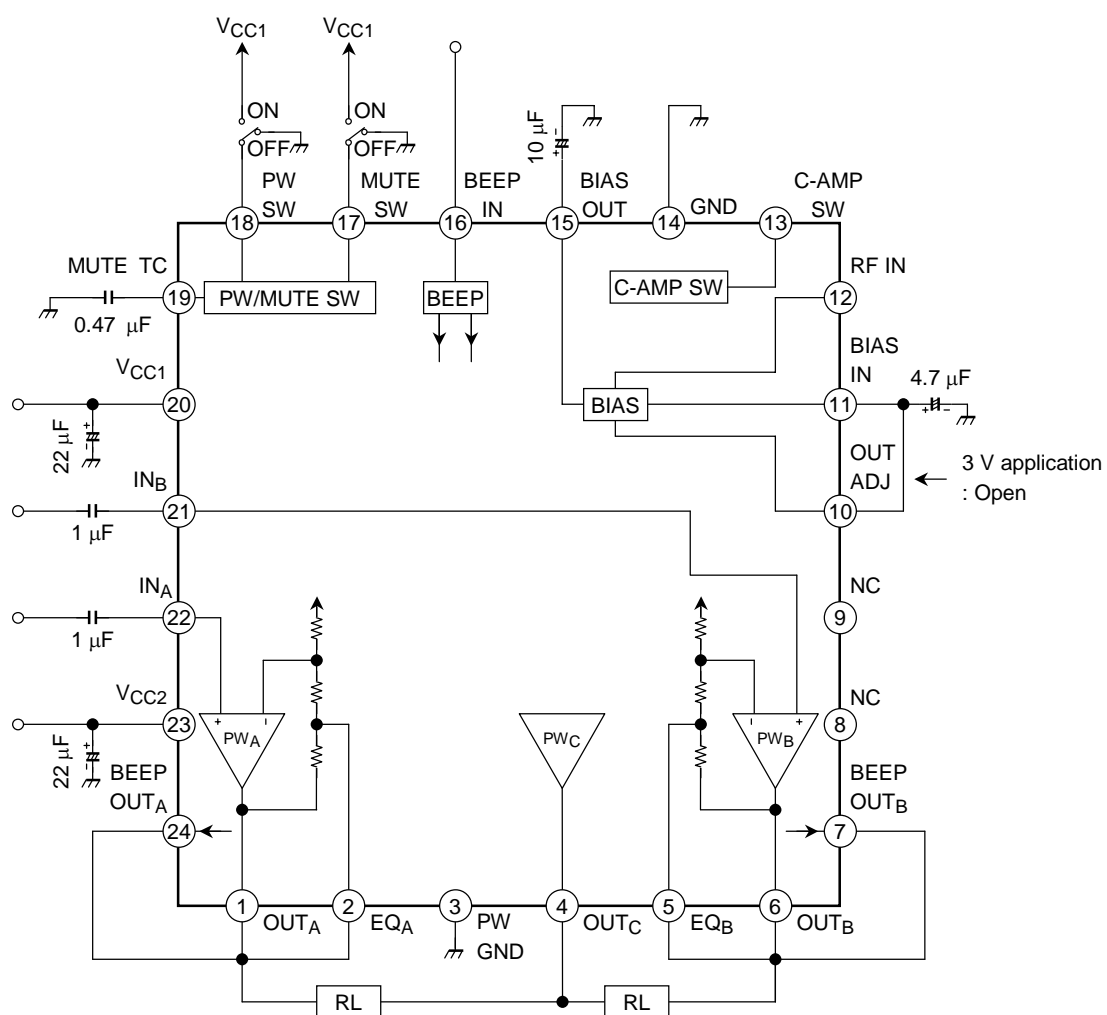 VCC1 VCC1
ON ON
OFF OFF
10 μF
PW SW
MUTE SW
BEEP IN
BIAS OUT
GND
C-AMP SW
18 17 16 15 14 13
MUTE TC
19
0.47 μF
PW/MUTE SW
BEEP
C-AMP SW
RF IN
12
VCC1
20
22 μF
+
-
BIAS
BIAS IN
11
4.7 μF
+ -
OUT ADJ
10
3 V application
: Open
INB
21
1 μF
INA
22
1 μF
NC
9
VCC2
23
22 μF
+
-
+ -
PWA
PWC
- +
PWB
NC
8
BEEP OUTA
24
BEEP OUTB
7
1 2 3 4 5 6
OUTA EQA PW GND OUTC EQB OUTB
RL RL